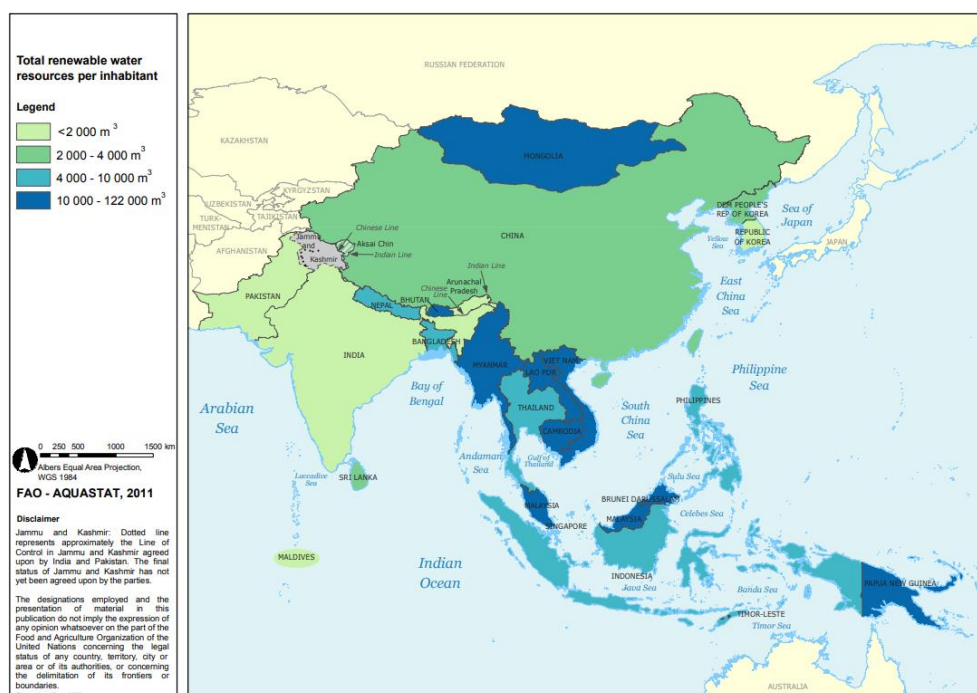 Total renewable water
resources per inhabitant
Legend
<2 000 m³
2 000 - 4 000 m³
4 000 - 10 000 m³
10 000 - 122 000 m³
0 250 500 1000 1500 km
Albers Equal Area Projection,
WGS 1984
FAO - AQUASTAT, 2011
Disclaimer
Jammu and Kashmir: Dotted line
represents approximately the Line of
Control in Jammu and Kashmir agreed
upon by India and Pakistan. The final
status of Jammu and Kashmir has not
yet been agreed upon by the parties.
The designations employed and the
presentation of material in this
publication do not imply the expression of
any opinion whatsoever on the part of the
Food and Agriculture Organization of the
United Nations concerning the legal
status of any country, territory, city or
area or of its authorities, or concerning
the delimitation of its frontiers or
boundaries.
RUSSIAN FEDERATION
KAZAKHSTAN
MONGOLIA
KYRGYZSTAN
UZBEKISTAN
TURK-
MENISTAN
TAJIKISTAN
AFGHANISTAN
DEM PEOPLE'S
REP OF KOREA
Sea of
Japan
REPUBLIC
OF KOREA
JAPAN
Yellow
Sea
Chinese Line
Jammu
and
Kashmir
Aksai Chin
Indian Line
CHINA
Indian Line
Arunachal
Pradesh
Chinese
Line
East
China
Sea
PAKISTAN
NEPAL
BHUTAN
INDIA
BANGLADESH
MYANMAR
VIET NAM
LAO PDR
Philippine
Sea
Bay of
Bengal
Arabian
Sea
THAILAND
PHILIPPINES
South
China
Sea
CAMBODIA
Andaman
Sea
Gulf of
Thailand
Laccadive
Sea
SRI LANKA
Sulu Sea
BRUNEI DARUSSALAM
MALAYSIA
MALAYSIA
Celebes Sea
SINGAPORE
MALDIVES
Indian
Ocean
INDONESIA
Java Sea
Banda Sea
PAPUA NEW GUINEA
TIMOR-LESTE
Timor Sea
AUSTRALIA